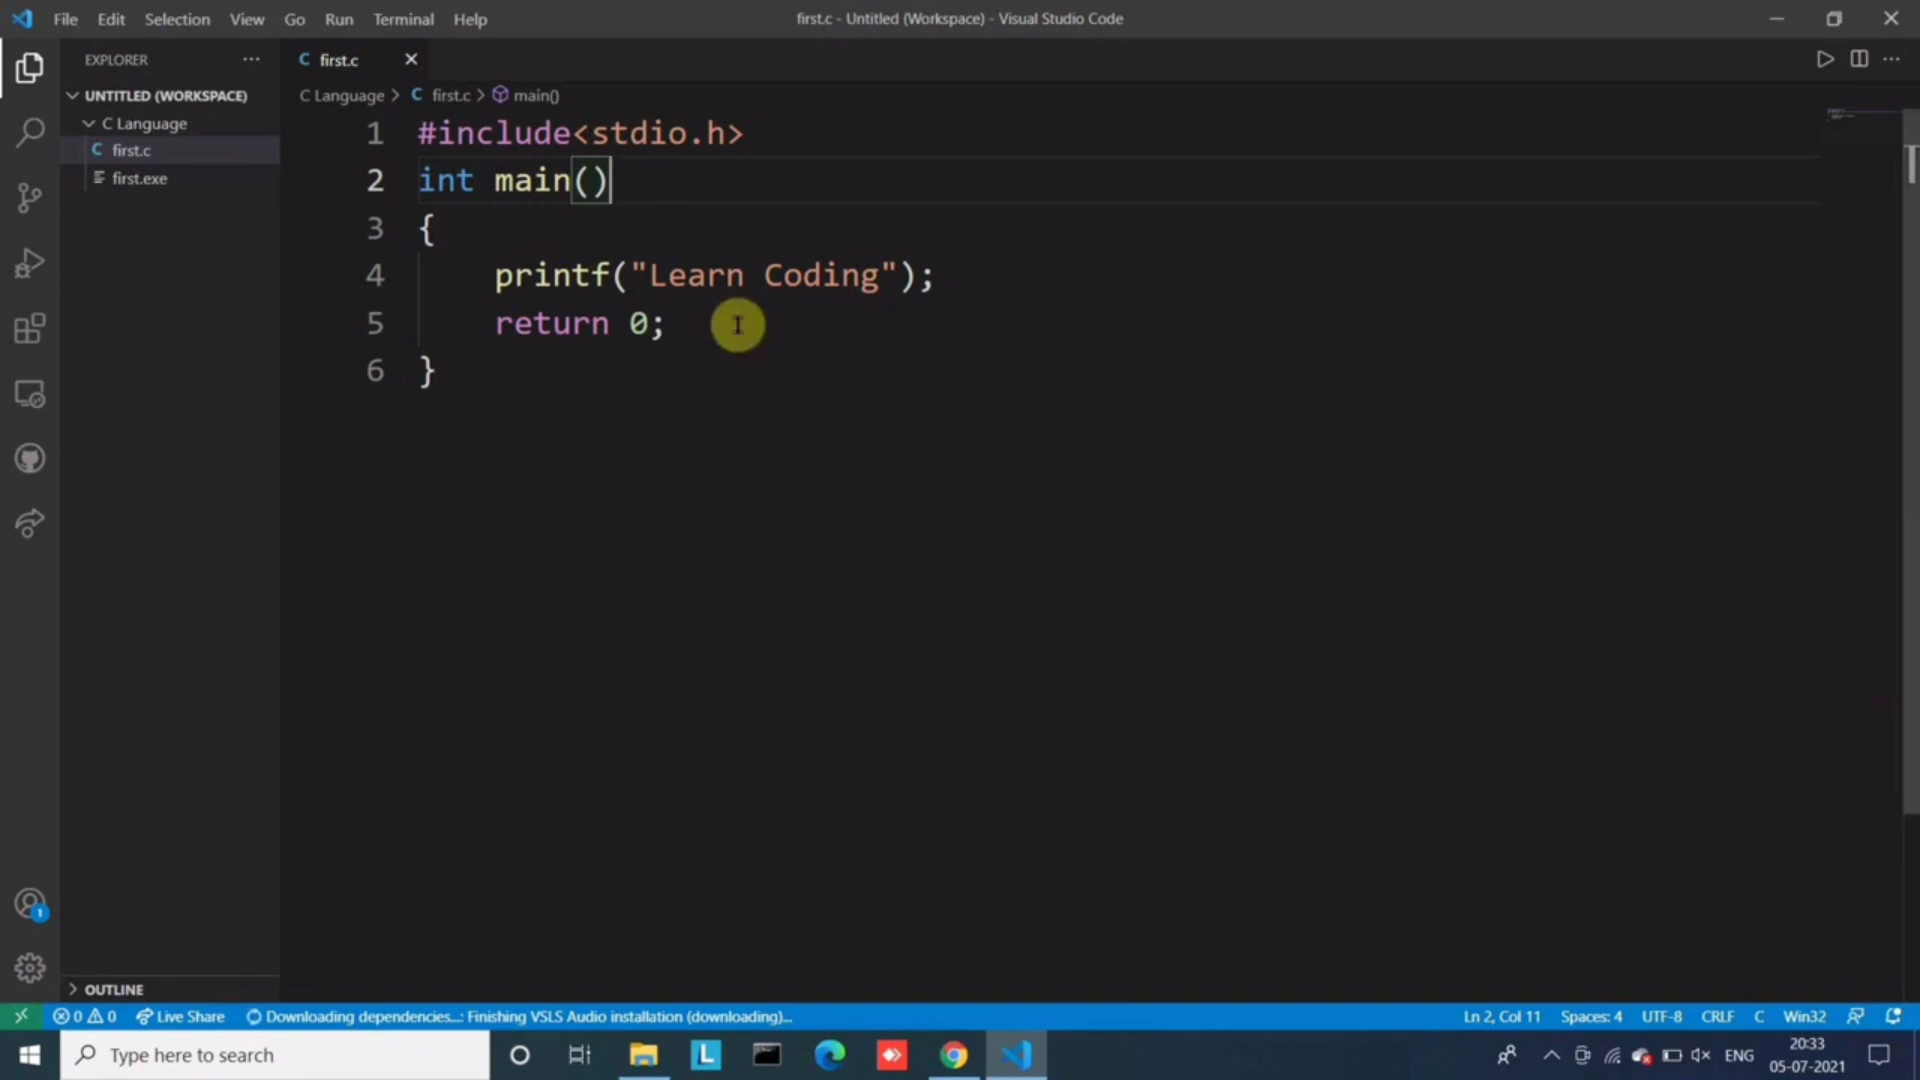 File Edit Selection View Go Run Terminal Help
first.c - Untitled (Workspace) - Visual Studio Code
EXPLORER
UNTITLED (WORKSPACE)
C Language
C first.c
first.exe
C first.c
C Language > C first.c > main()
1 #include<stdio.h>
2 int main()
3 {
4 printf("Learn Coding");
5 return 0;
6 }
1
OUTLINE
0 0 Live Share Downloading dependencies...: Finishing VSLS Audio installation (downloading)...
Ln 2, Col 11 Spaces: 4 UTF-8 CRLF C Win32
Type here to search
L
ENG
20:33
05-07-2021